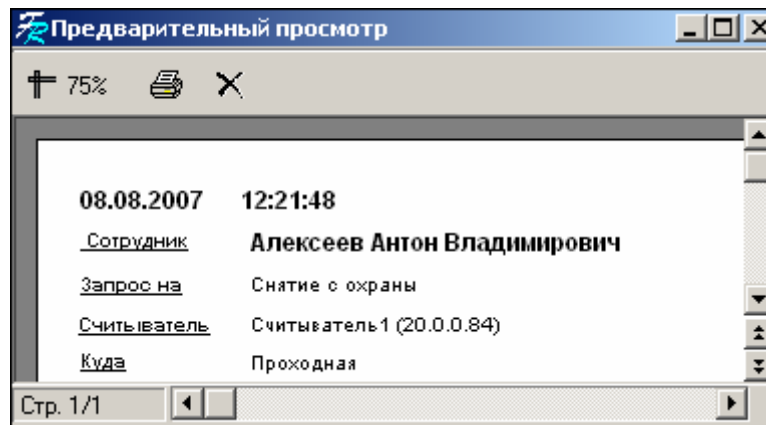 Предварительный просмотр
75%
08.08.2007 12:21:48
Сотрудник Алексеев Антон Владимирович
Запрос на Снятие с охраны
Считыватель Считыватель1 (20.0.0.84)
Куда Проходная
Стр. 1/1